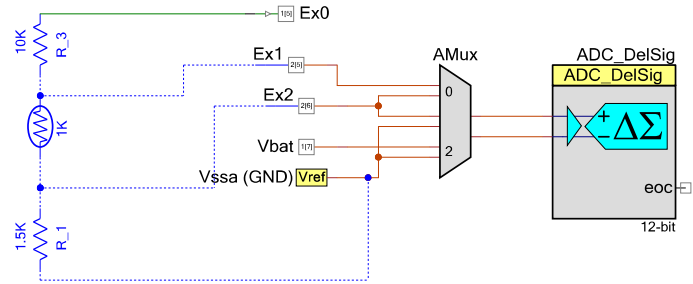 1[5] Ex0
10K R_3
Ex1 2[5]
AMux
ADC_DelSig
ADC_DelSig
0
Ex2 2[6]
1K
+
ΔΣ
-
Vbat 1[7]
2
Vssa (GND) Vref
eoc
12-bit
1.5K R_1